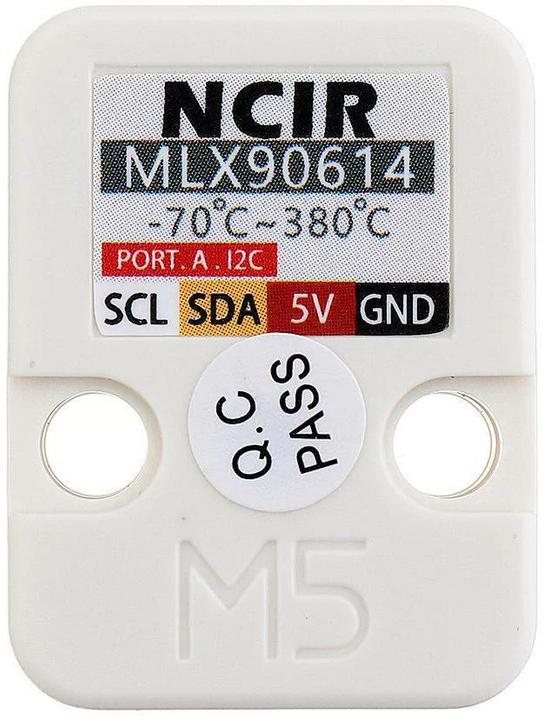 NCIR
MLX90614
-70°C~380°C
PORT. A . I2C
SCL SDA 5V GND
Q.C
PASS
M5